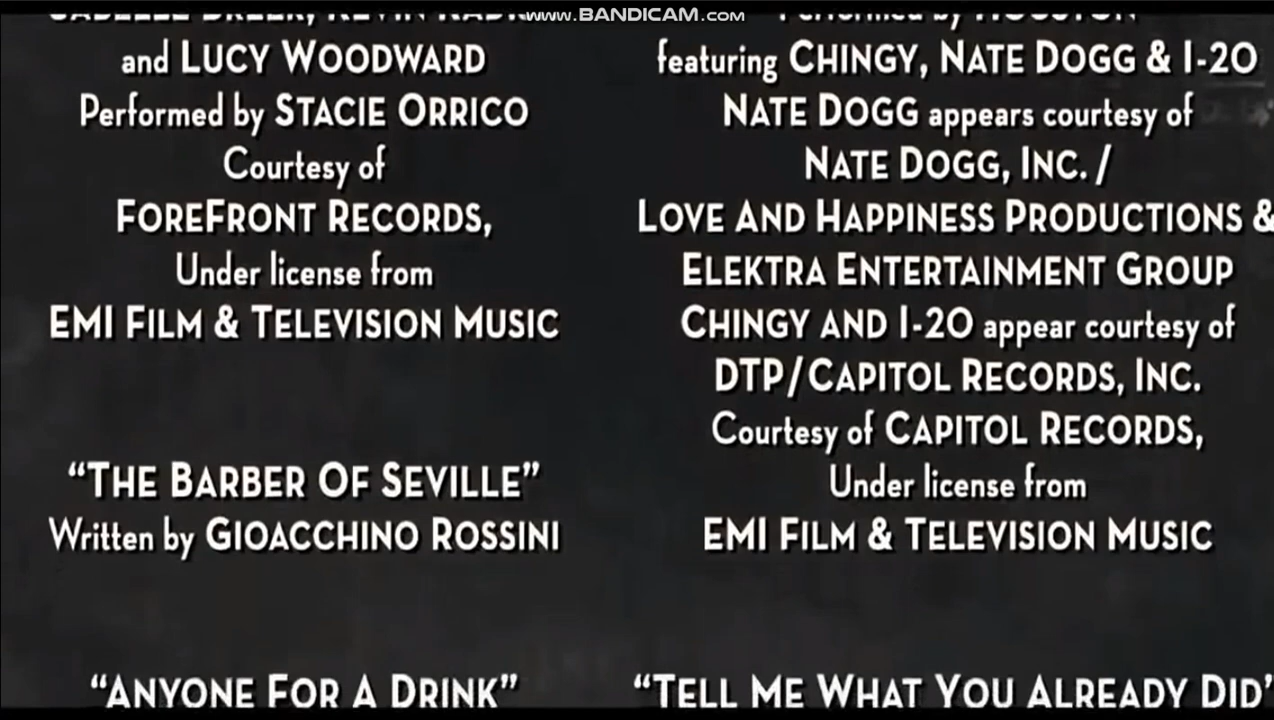 www.BANDICAM.com
and LUCY WOODWARD
Performed by STACIE ORRICO
Courtesy of
FOREFRONT RECORDS,
Under license from
EMI FILM & TELEVISION MUSIC
“THE BARBER OF SEVILLE”
Written by GIOACCHINO ROSSINI
“ANYONE FOR A DRINK”
Performed by HOUSTON
featuring CHINGY, NATE DOGG & I-20
NATE DOGG appears courtesy of
NATE DOGG, INC. /
LOVE AND HAPPINESS PRODUCTIONS &
ELEKTRA ENTERTAINMENT GROUP
CHINGY AND I-20 appear courtesy of
DTP/CAPITOL RECORDS, INC.
Courtesy of CAPITOL RECORDS,
Under license from
EMI FILM & TELEVISION MUSIC
“TELL ME WHAT YOU ALREADY DID”